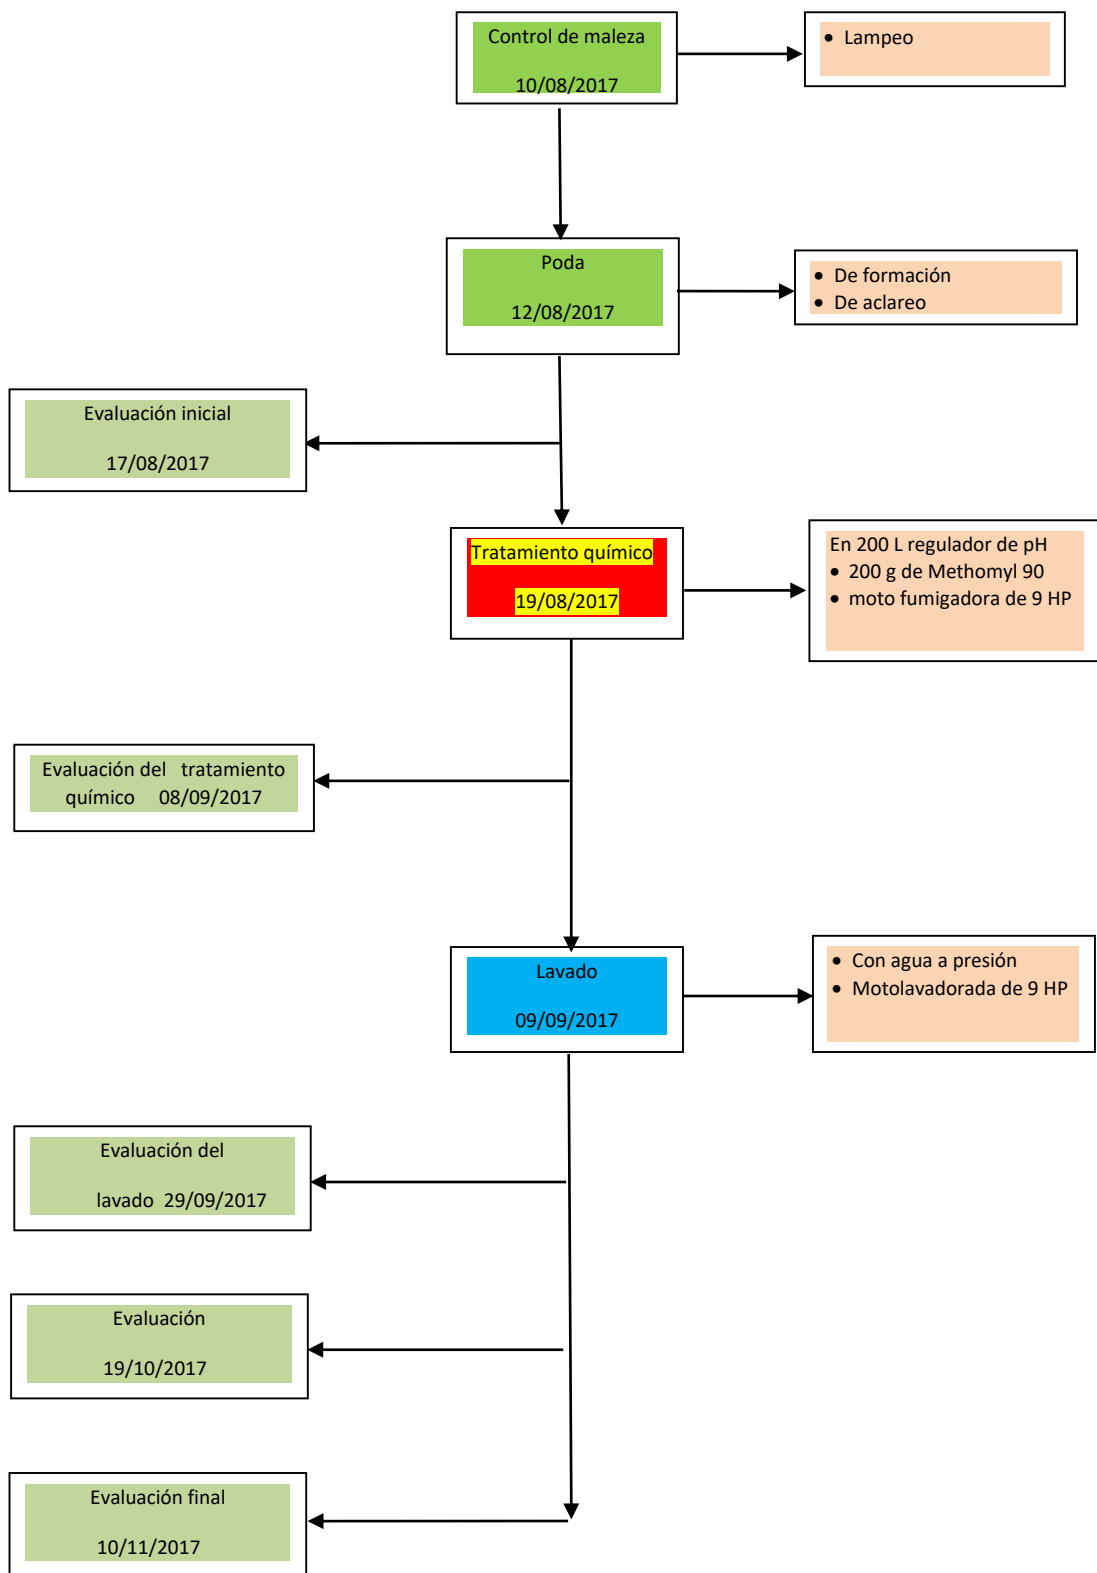 Control de maleza
10/08/2017
• Lampeo
Poda
12/08/2017
• De formación
• De aclareo
Evaluación inicial
17/08/2017
Tratamiento químico
19/08/2017
En 200 L regulador de pH
• 200 g de Methomyl 90
• moto fumigadora de 9 HP
Evaluación del tratamiento
químico 08/09/2017
Lavado
09/09/2017
• Con agua a presión
• Motolavadorada de 9 HP
Evaluación del
lavado 29/09/2017
Evaluación
19/10/2017
Evaluación final
10/11/2017